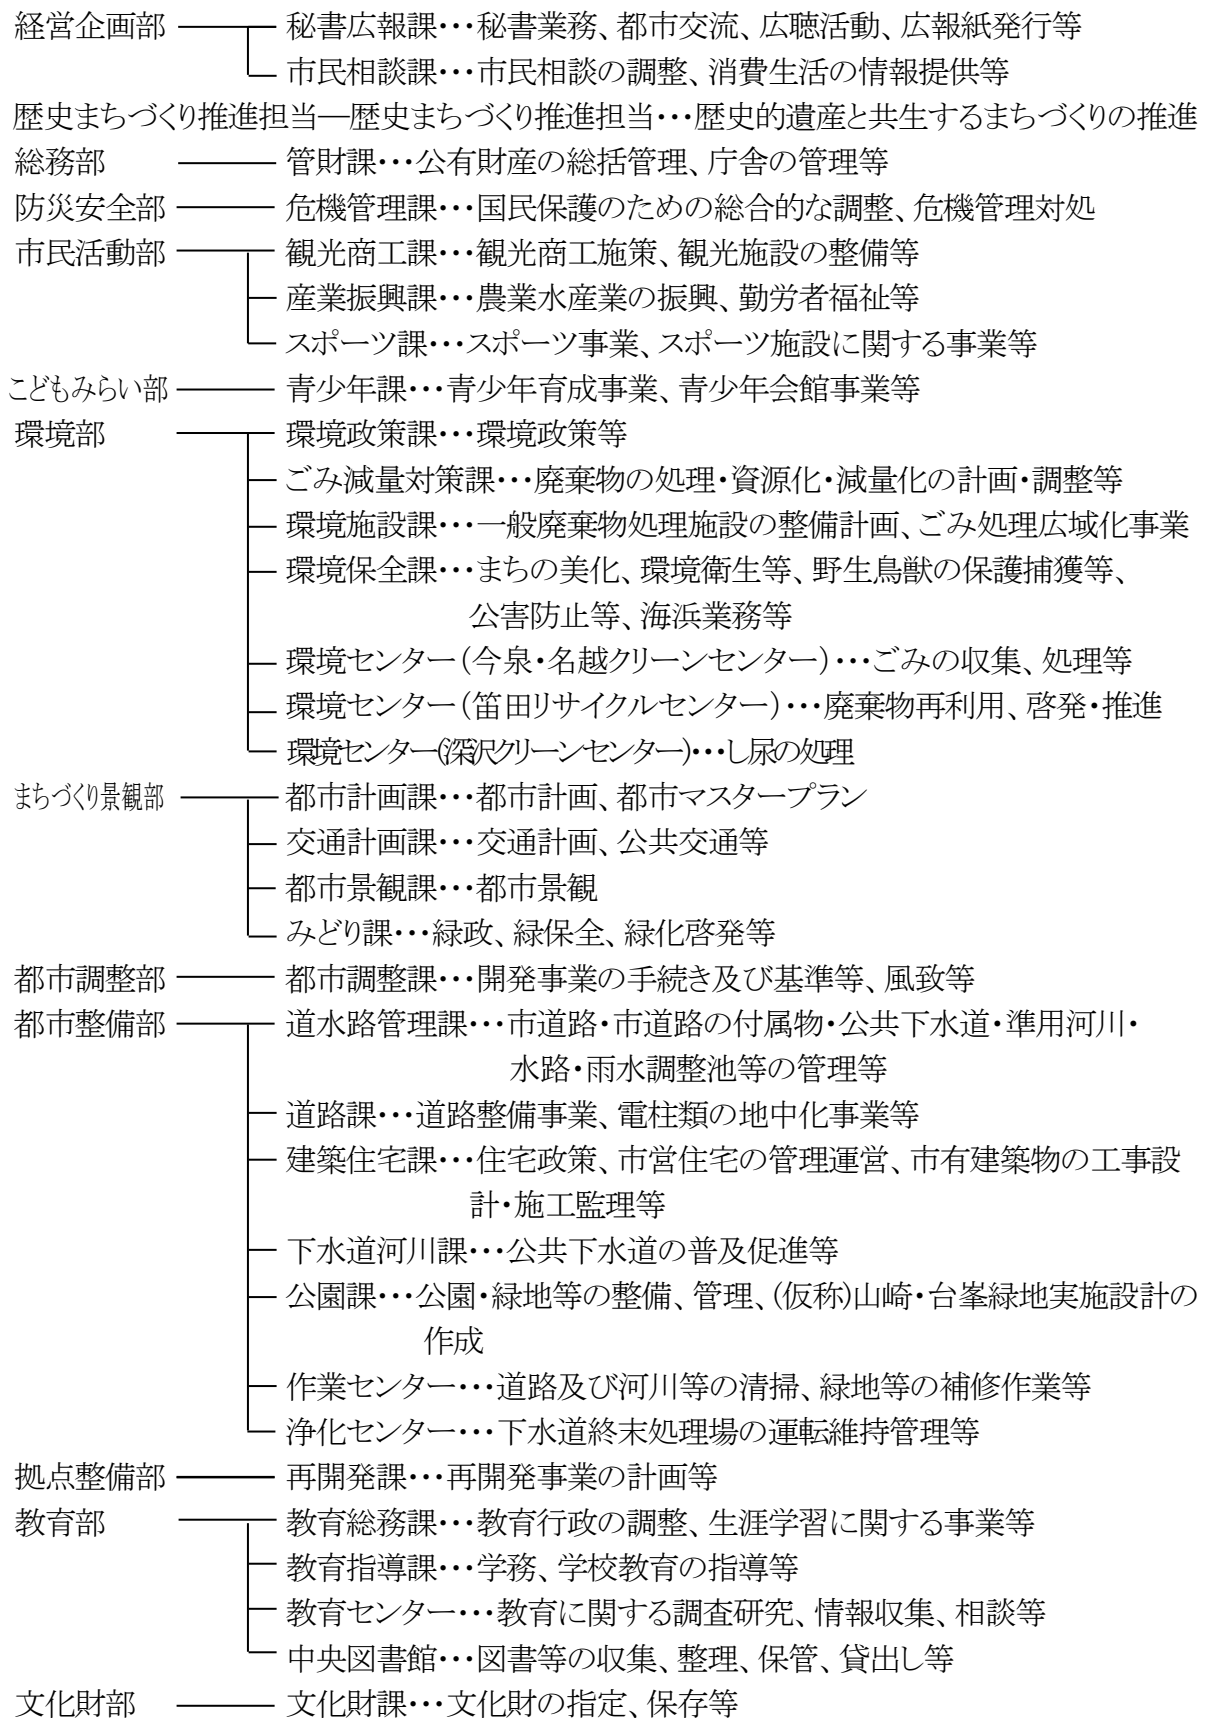 経営企画部 秘書広報課・・・秘書業務、都市交流、広聴活動、広報紙発行等
市民相談課・・・市民相談の調整、消費生活の情報提供等
歴史まちづくり推進担当―歴史まちづくり推進担当・・・歴史的遺産と共生するまちづくりの推進
総務部 管財課・・・公有財産の総括管理、庁舎の管理等
防災安全部 危機管理課・・・国民保護のための総合的な調整、危機管理対処
市民活動部 観光商工課・・・観光商工施策、観光施設の整備等
産業振興課・・・農業水産業の振興、勤労者福祉等
スポーツ課・・・スポーツ事業、スポーツ施設に関する事業等
こどもみらい部 青少年課・・・青少年育成事業、青少年会館事業等
環境部 環境政策課・・・環境政策等
ごみ減量対策課・・・廃棄物の処理・資源化・減量化の計画・調整等
環境施設課・・・一般廃棄物処理施設の整備計画、ごみ処理広域化事業
環境保全課・・・まちの美化、環境衛生等、野生鳥獣の保護捕獲等、
公害防止等、海浜業務等
環境センター(今泉・名越クリーンセンター)・・・ごみの収集、処理等
環境センター(笛田リサイクルセンター)・・・廃棄物再利用、啓発・推進
環境センター(深沢クリーンセンター)・・・し尿の処理
まちづくり景観部 都市計画課・・・都市計画、都市マスタープラン
交通計画課・・・交通計画、公共交通等
都市景観課・・・都市景観
みどり課・・・緑政、緑保全、緑化啓発等
都市調整部 都市調整課・・・開発事業の手続き及び基準等、風致等
都市整備部 道水路管理課・・・市道路・市道路の付属物・公共下水道・準用河川・
水路・雨水調整池等の管理等
道路課・・・道路整備事業、電柱類の地中化事業等
建築住宅課・・・住宅政策、市営住宅の管理運営、市有建築物の工事設
計・施工監理等
下水道河川課・・・公共下水道の普及促進等
公園課・・・公園・緑地等の整備、管理、(仮称)山崎・台峯緑地実施設計の
作成
作業センター・・・道路及び河川等の清掃、緑地等の補修作業等
浄化センター・・・下水道終末処理場の運転維持管理等
拠点整備部 再開発課・・・再開発事業の計画等
教育部 教育総務課・・・教育行政の調整、生涯学習に関する事業等
教育指導課・・・学務、学校教育の指導等
教育センター・・・教育に関する調査研究、情報収集、相談等
中央図書館・・・図書等の収集、整理、保管、貸出し等
文化財部 文化財課・・・文化財の指定、保存等